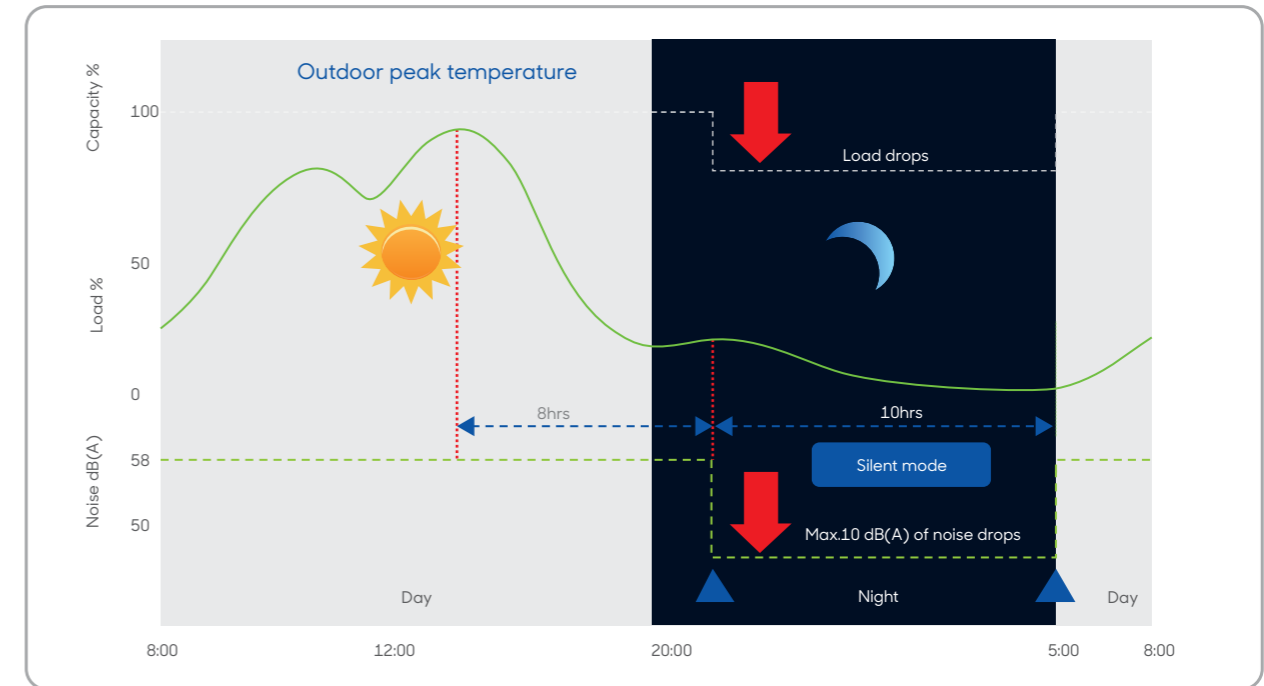 Outdoor peak temperature
Capacity %
100
Load drops
50
Load %
0
8hrs
10hrs
Noise dB(A)
58
Silent mode
50
Max.10 dB(A) of noise drops
Day
Night
Day
8:00
12:00
20:00
5:00
8:00